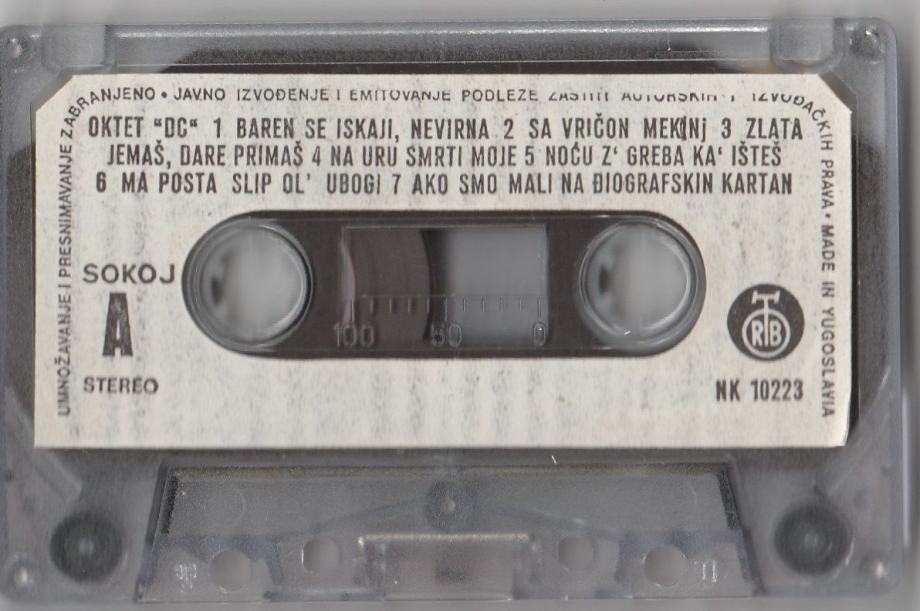 UMNOŽAVANJE I PRESNIMAVANJE ZABRANJENO • JAVNO IZVOĐENJE I EMITOVANJE PODLEŽE ZAŠTITI AUTORSKIH I IZVOĐAČKIH PRAVA • MADE IN YUGOSLAVIA
OKTET "DC" 1 BAREN SE ISKAJI, NEVIRNA 2 SA VRIČON MEKINJ 3 ZLATA
JEMAŠ, DARE PRIMAŠ 4 NA URU SMRTI MOJE 5 NOĆU Z' GREBA KA' IŠTEŠ
6 MA POSTA SLIP OL' UBOGI 7 AKO SMO MALI NA ĐIOGRAFSKIN KARTAN
SOKOJ
A
STEREO
100 50 0
RTB
NK 10223